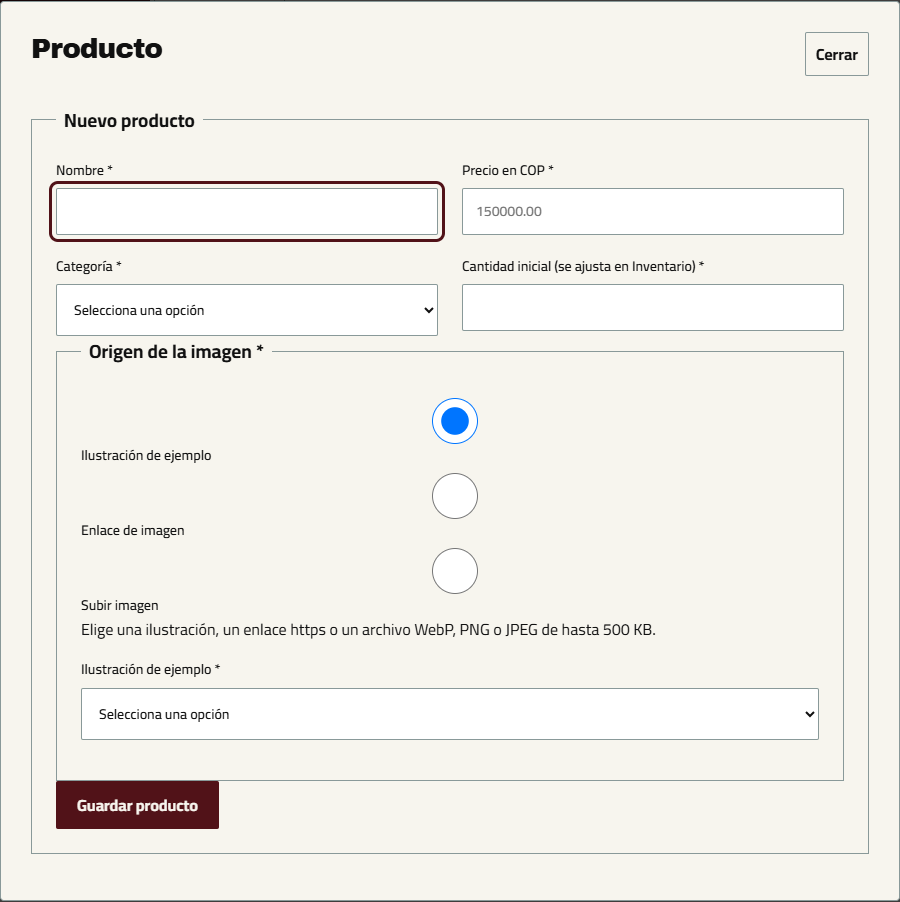 Producto
Cerrar
Nuevo producto
Nombre *
Precio en COP *
150000.00
Categoría *
Cantidad inicial (se ajusta en Inventario) *
Selecciona una opción
Origen de la imagen *
Ilustración de ejemplo
Enlace de imagen
Subir imagen
Elige una ilustración, un enlace https o un archivo WebP, PNG o JPEG de hasta 500 KB.
Ilustración de ejemplo *
Selecciona una opción
Guardar producto